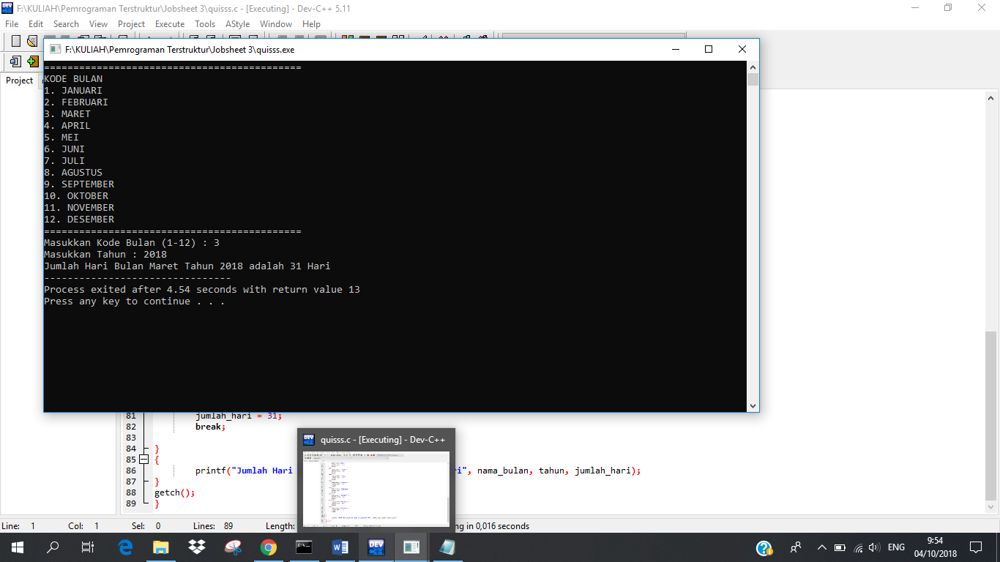 F:\KULIAH\Pemrograman Terstruktur\Jobsheet 3\quisss.c - [Executing] - Dev-C++ 5.11
File Edit Search View Project Execute Tools AStyle Window Help
F:\KULIAH\Pemrograman Terstruktur\Jobsheet 3\quisss.exe
Project
============================================
KODE BULAN
1. JANUARI
2. FEBRUARI
3. MARET
4. APRIL
5. MEI
6. JUNI
7. JULI
8. AGUSTUS
9. SEPTEMBER
10. OKTOBER
11. NOVEMBER
12. DESEMBER
============================================
Masukkan Kode Bulan (1-12) : 3
Masukkan Tahun : 2018
Jumlah Hari Bulan Maret Tahun 2018 adalah 31 Hari
--------------------------------
Process exited after 4.54 seconds with return value 13
Press any key to continue . . .
81 jumlah_hari = 31;
82 break;
83
84 }
85 {
86 printf("Jumlah Hari ri", nama_bulan, tahun, jumlah_hari);
87 }
88 getch();
89 }
quisss.c - [Executing] - Dev-C++
Line: 1 Col: 1 Sel: 0 Lines: 89 Length: ng in 0,016 seconds
DEV
ENG
9:54
04/10/2018